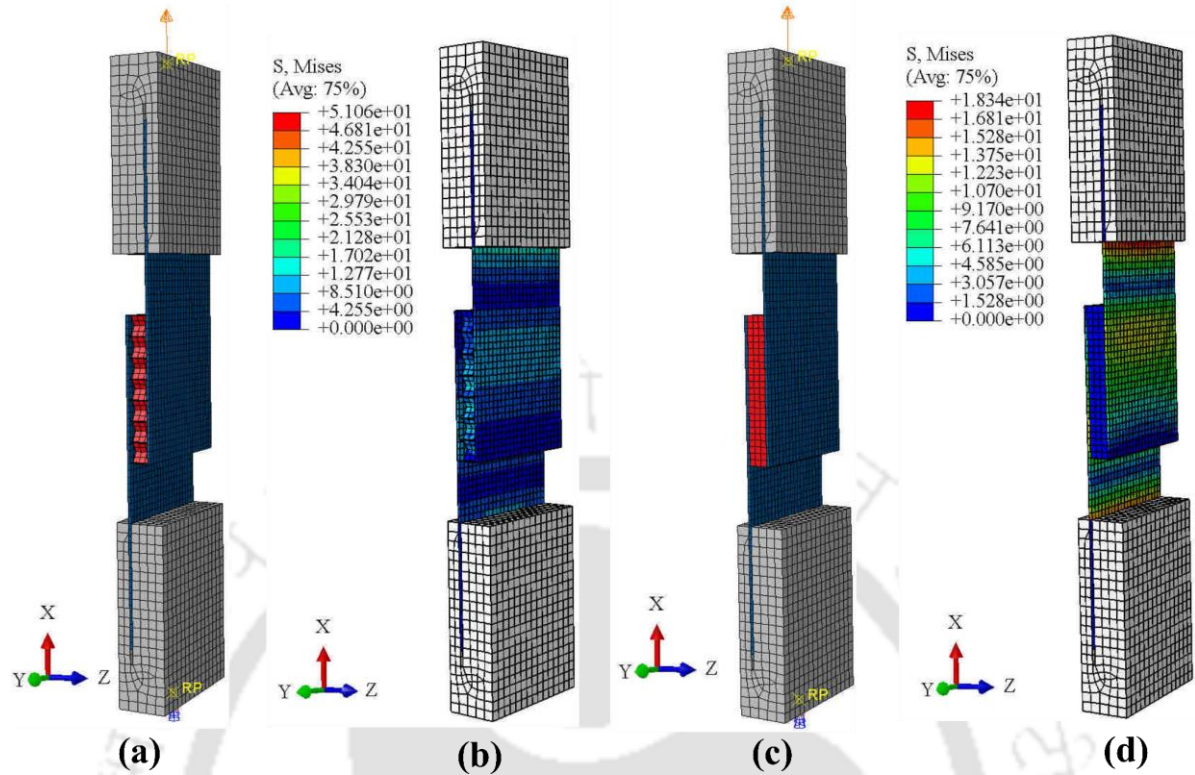 RP
S, Mises
(Avg: 75%)
+5.106e+01
+4.681e+01
+4.255e+01
+3.830e+01
+3.404e+01
+2.979e+01
+2.553e+01
+2.128e+01
+1.702e+01
+1.277e+01
+8.510e+00
+4.255e+00
+0.000e+00
RP
S, Mises
(Avg: 75%)
+1.834e+01
+1.681e+01
+1.528e+01
+1.375e+01
+1.223e+01
+1.070e+01
+9.170e+00
+7.641e+00
+6.113e+00
+4.585e+00
+3.057e+00
+1.528e+00
+0.000e+00
X
Y
Z
RP
X
Y
Z
X
Y
Z
RP
X
Y
Z
(a)
(b)
(c)
(d)